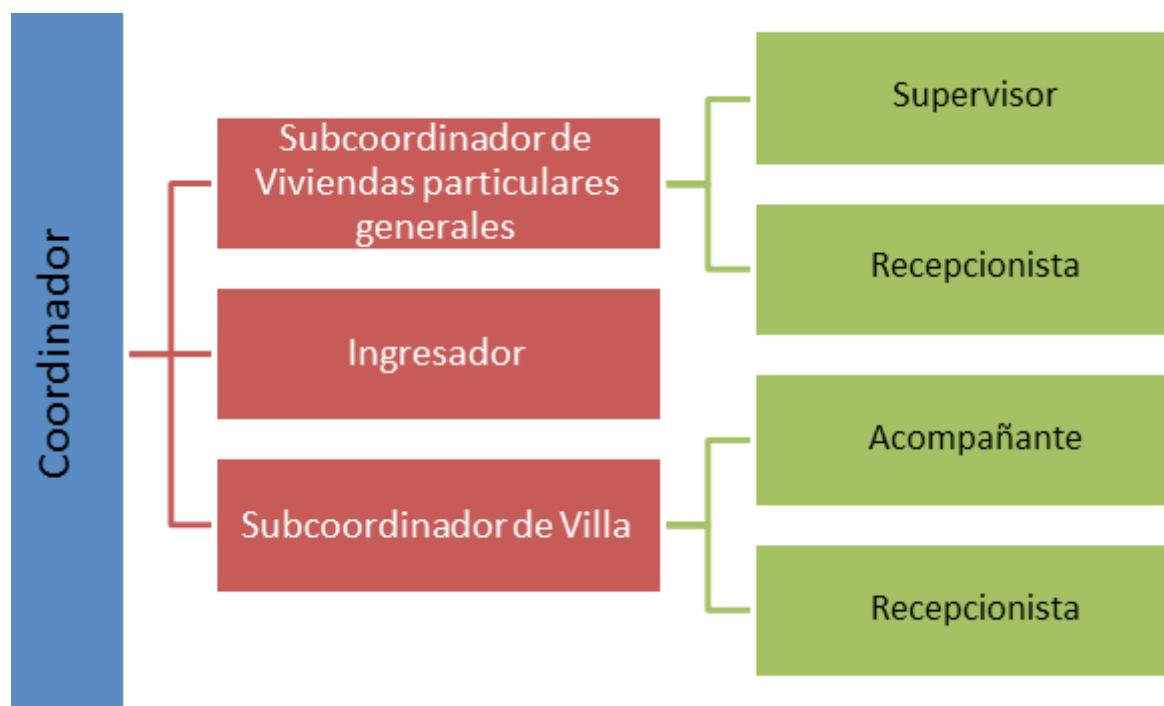 Coordinador
Subcoordinador de
Viviendas particulares
generales
Supervisor
Recepcionista
Ingresador
Subcoordinador de Villa
Acompañante
Recepcionista